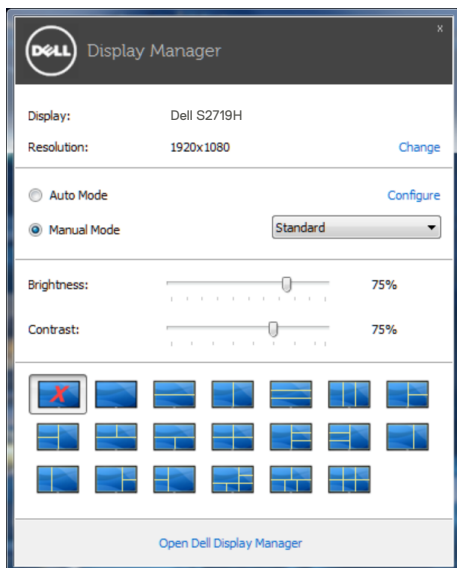 x
DELL Display Manager
Display: Dell S2719H
Resolution: 1920x1080 Change
Auto Mode Configure
Manual Mode Standard
Brightness: 75%
Contrast: 75%
X
Open Dell Display Manager